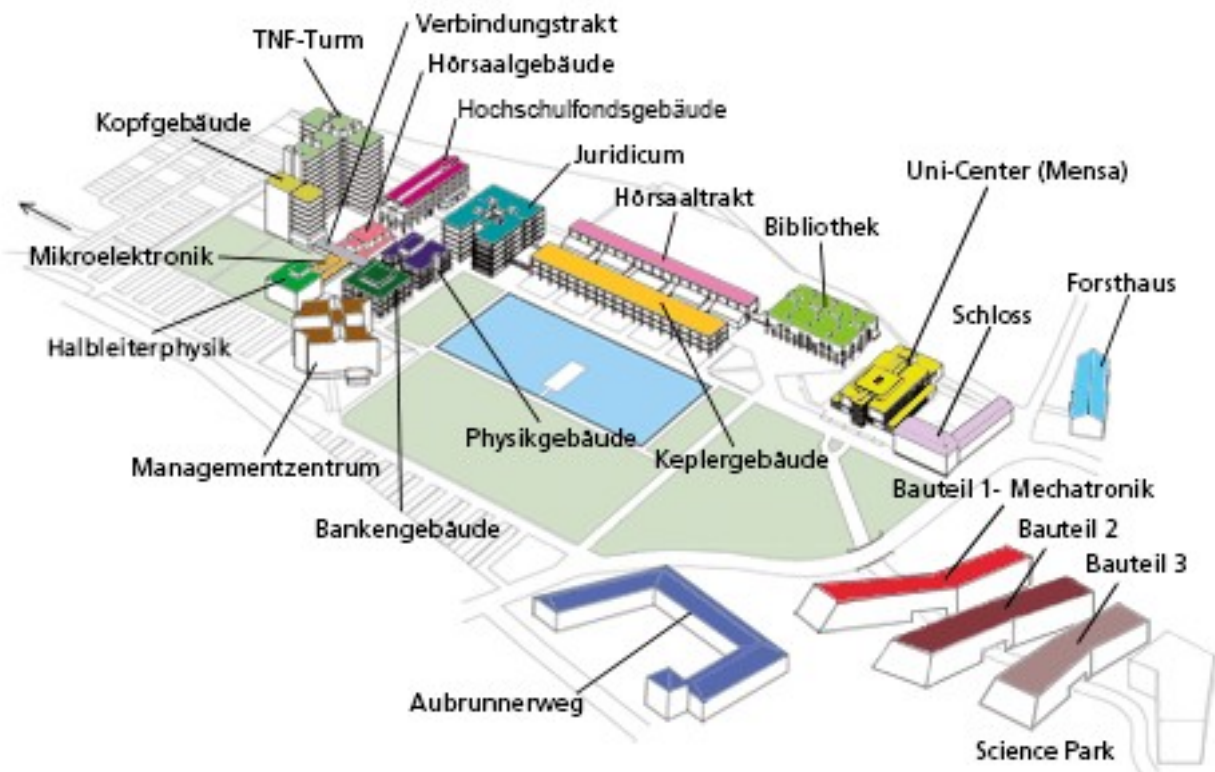 Verbindungstrakt
TNF-Turm
Hörsaalgebäude
Hochschulfondsgebäude
Kopfgebäude
Juridicum
Uni-Center (Mensa)
Hörsaaltrakt
Bibliothek
Mikroelektronik
Forsthaus
Schloss
Halbleiterphysik
Physikgebäude
Keplergebäude
Managementzentrum
Bauteil 1- Mechatronik
Bankengebäude
Bauteil 2
Bauteil 3
Aubrunnerweg
Science Park